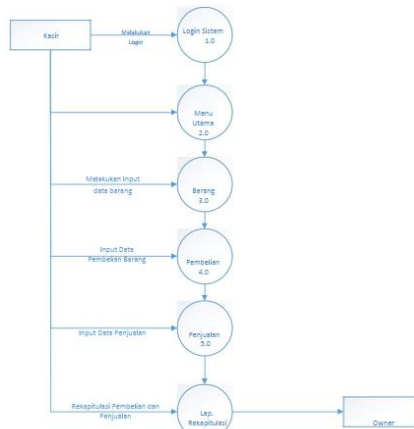 Kasir
Melakukan
Login
Login Sistem
1.0
Menu
Utama
2.0
Melakukan Input
data barang
Barang
3.0
Input Data
Pembelian Barang
Pembelian
4.0
Input Data Penjualan
Penjualan
5.0
Rekapitulasi Pembelian dan
Penjualan
Lap.
Rekapitulasi
Owner